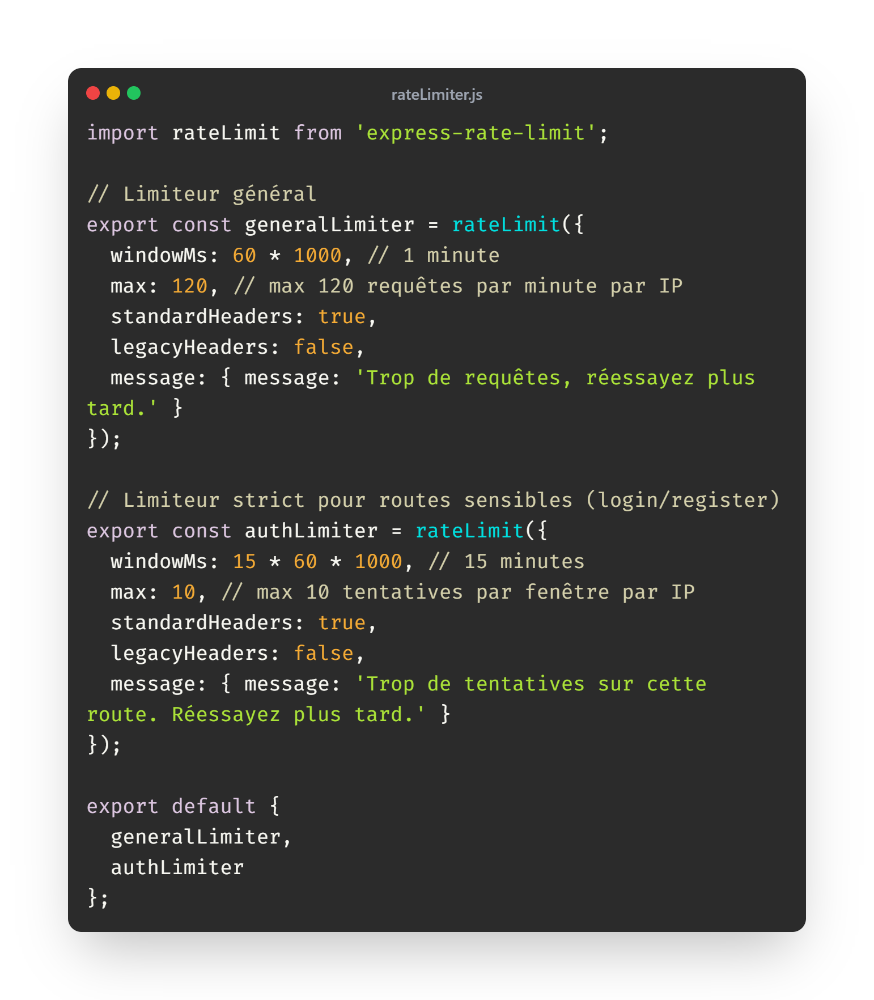 rateLimiter.js
import rateLimit from 'express-rate-limit';

// Limiteur général
export const generalLimiter = rateLimit({
  windowMs: 60 * 1000, // 1 minute
  max: 120, // max 120 requêtes par minute par IP
  standardHeaders: true,
  legacyHeaders: false,
  message: { message: 'Trop de requêtes, réessayez plus
tard.' }
});

// Limiteur strict pour routes sensibles (login/register)
export const authLimiter = rateLimit({
  windowMs: 15 * 60 * 1000, // 15 minutes
  max: 10, // max 10 tentatives par fenêtre par IP
  standardHeaders: true,
  legacyHeaders: false,
  message: { message: 'Trop de tentatives sur cette
route. Réessayez plus tard.' }
});

export default {
  generalLimiter,
  authLimiter
};